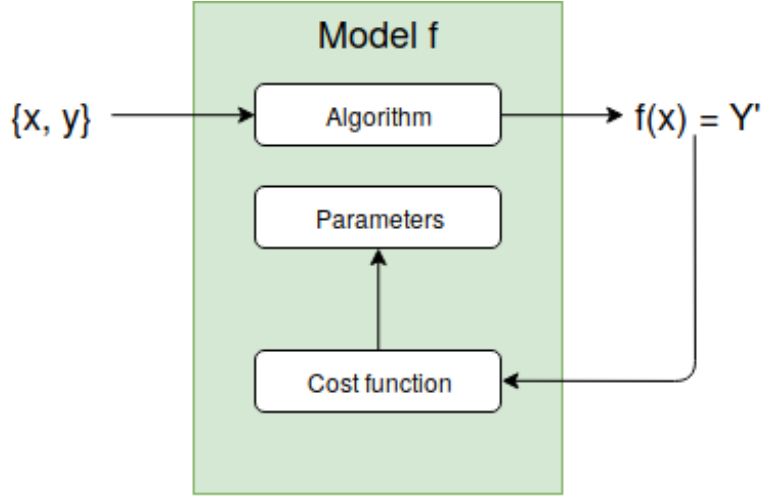 Model f
{x, y}
Algorithm
f(x) = Y'
Parameters
Cost function